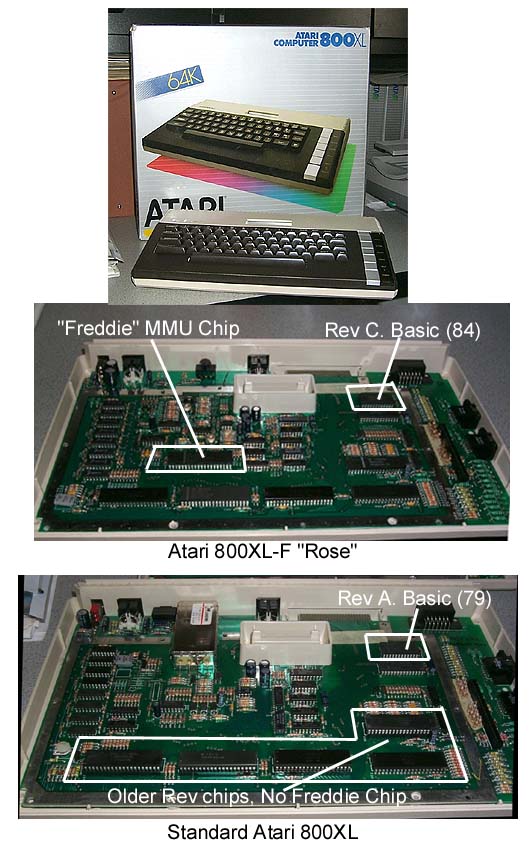 ATARI
COMPUTER 800XL
64K
ATARI
"Freddie" MMU Chip
Rev C. Basic (84)
Atari 800XL-F "Rose"
Rev A. Basic (79)
Older Rev chips, No Freddie Chip
Standard Atari 800XL